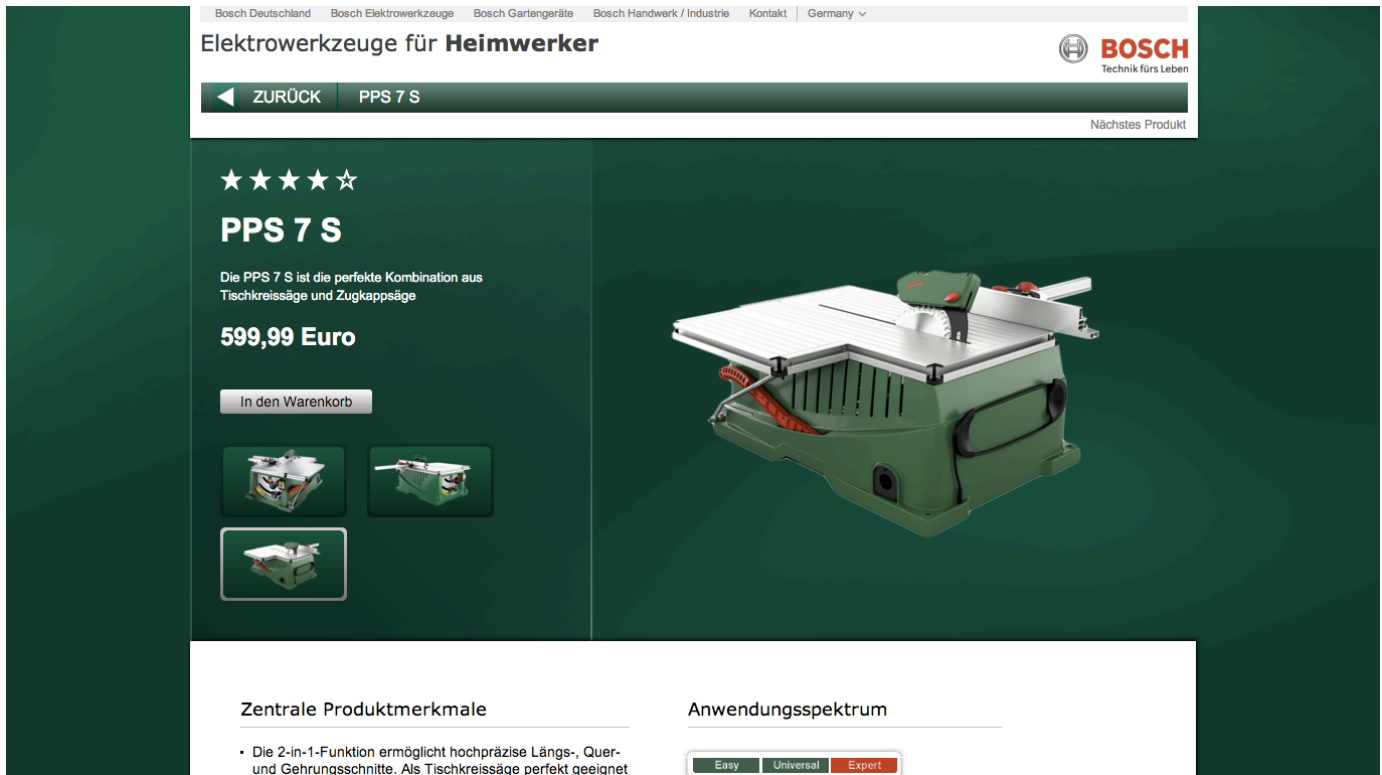 Bosch Deutschland Bosch Elektrowerkzeuge Bosch Gartengeräte Bosch Handwerk / Industrie Kontakt Germany
Elektrowerkzeuge für Heimwerker
BOSCH
Technik fürs Leben
ZURÜCK PPS 7 S
Nächstes Produkt
PPS 7 S
Die PPS 7 S ist die perfekte Kombination aus
Tischkreissäge und Zugkappsäge
599,99 Euro
In den Warenkorb
Zentrale Produktmerkmale
▪ Die 2-in-1-Funktion ermöglicht hochpräzise Längs-, Quer-
und Gehrungsschnitte. Als Tischkreissäge perfekt geeignet
Anwendungsspektrum
Easy Universal Expert